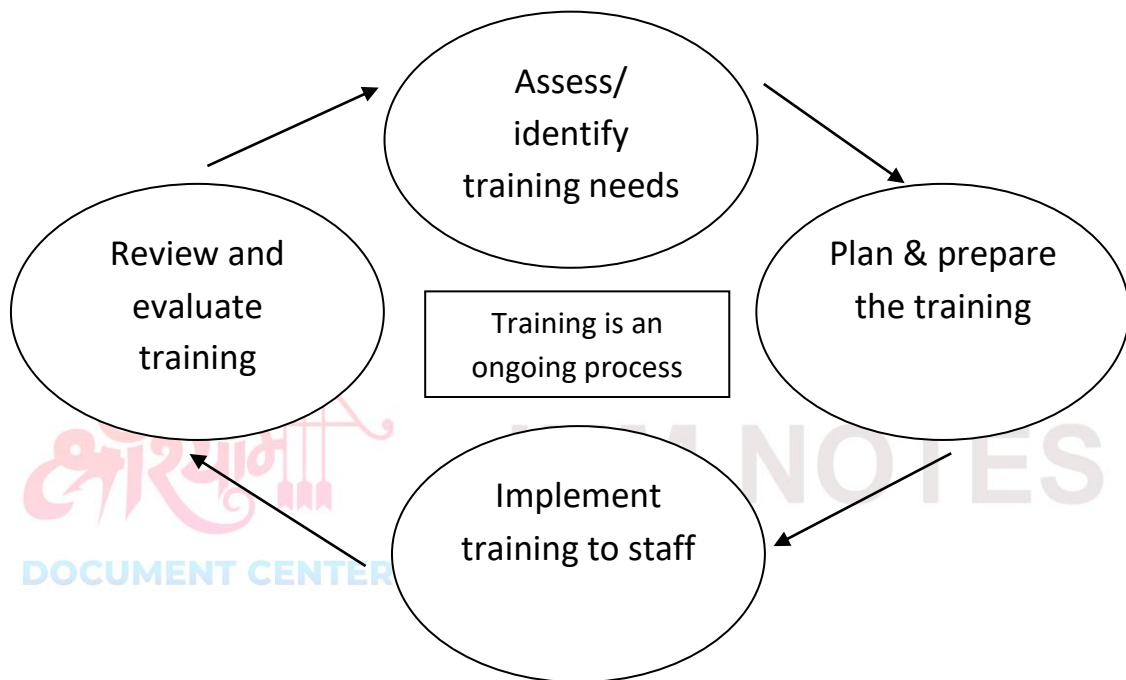 Assess/
identify
training needs
Review and
evaluate
training
Plan & prepare
the training
Training is an
ongoing process
Implement
training to staff
NOTES
DOCUMENT CENTER